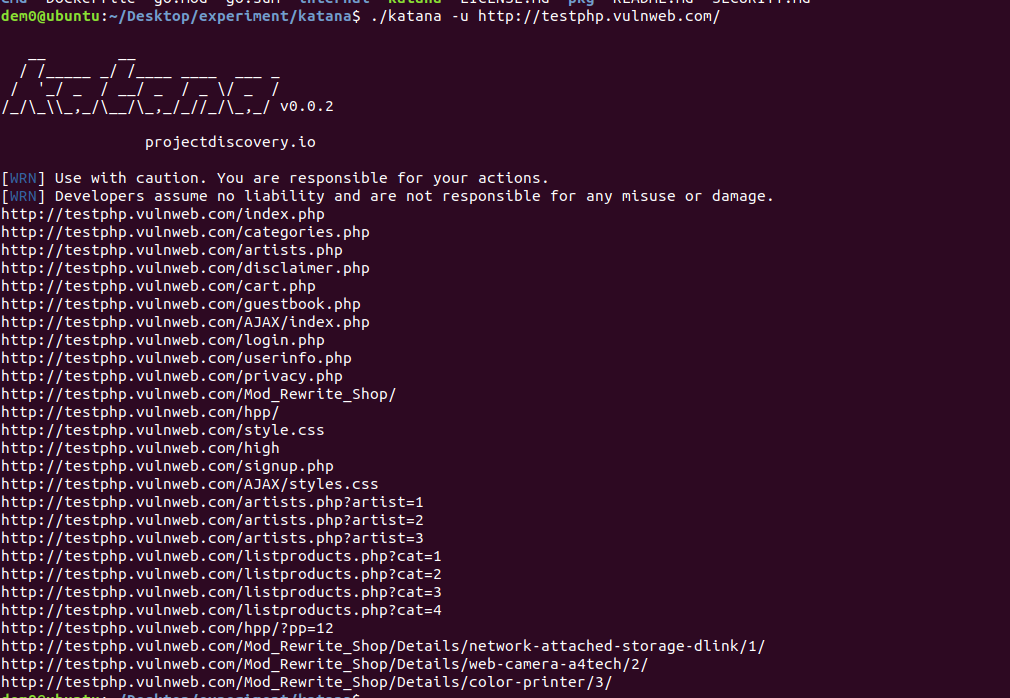 cmd Dockerfile go.mod go.sum internal katana LICENSE.md pkg README.md SECURITY.md
dem0@ubuntu:~/Desktop/experiment/katana$ ./katana -u http://testphp.vulnweb.com/
   __        __
  / /_____ _/ /____ ____  ___ _
 /  '_/ _  / __/ _  / _ \/ _  /
/_/\_\\_,_/\__/\_,_/_//_/\_,_/ v0.0.2
projectdiscovery.io
[WRN] Use with caution. You are responsible for your actions.
[WRN] Developers assume no liability and are not responsible for any misuse or damage.
http://testphp.vulnweb.com/index.php
http://testphp.vulnweb.com/categories.php
http://testphp.vulnweb.com/artists.php
http://testphp.vulnweb.com/disclaimer.php
http://testphp.vulnweb.com/cart.php
http://testphp.vulnweb.com/guestbook.php
http://testphp.vulnweb.com/AJAX/index.php
http://testphp.vulnweb.com/login.php
http://testphp.vulnweb.com/userinfo.php
http://testphp.vulnweb.com/privacy.php
http://testphp.vulnweb.com/Mod_Rewrite_Shop/
http://testphp.vulnweb.com/hpp/
http://testphp.vulnweb.com/style.css
http://testphp.vulnweb.com/high
http://testphp.vulnweb.com/signup.php
http://testphp.vulnweb.com/AJAX/styles.css
http://testphp.vulnweb.com/artists.php?artist=1
http://testphp.vulnweb.com/artists.php?artist=2
http://testphp.vulnweb.com/artists.php?artist=3
http://testphp.vulnweb.com/listproducts.php?cat=1
http://testphp.vulnweb.com/listproducts.php?cat=2
http://testphp.vulnweb.com/listproducts.php?cat=3
http://testphp.vulnweb.com/listproducts.php?cat=4
http://testphp.vulnweb.com/hpp/?pp=12
http://testphp.vulnweb.com/Mod_Rewrite_Shop/Details/network-attached-storage-dlink/1/
http://testphp.vulnweb.com/Mod_Rewrite_Shop/Details/web-camera-a4tech/2/
http://testphp.vulnweb.com/Mod_Rewrite_Shop/Details/color-printer/3/
dem0@ubuntu:~/Desktop/experiment/katana$